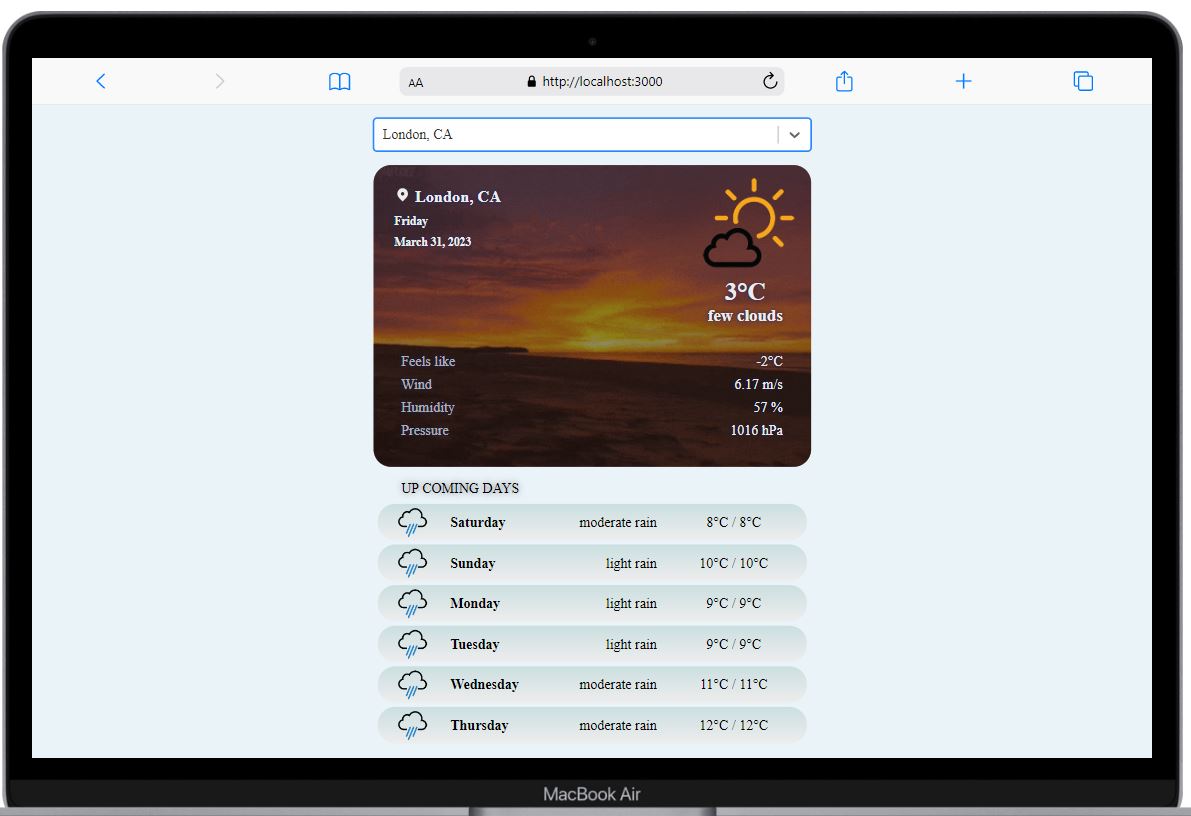 AA http://localhost:3000
London, CA
London, CA
Friday
March 31, 2023
3°C
few clouds
Feels like -2°C
Wind 6.17 m/s
Humidity 57 %
Pressure 1016 hPa
UP COMING DAYS
Saturday moderate rain 8°C / 8°C
Sunday light rain 10°C / 10°C
Monday light rain 9°C / 9°C
Tuesday light rain 9°C / 9°C
Wednesday moderate rain 11°C / 11°C
Thursday moderate rain 12°C / 12°C
MacBook Air